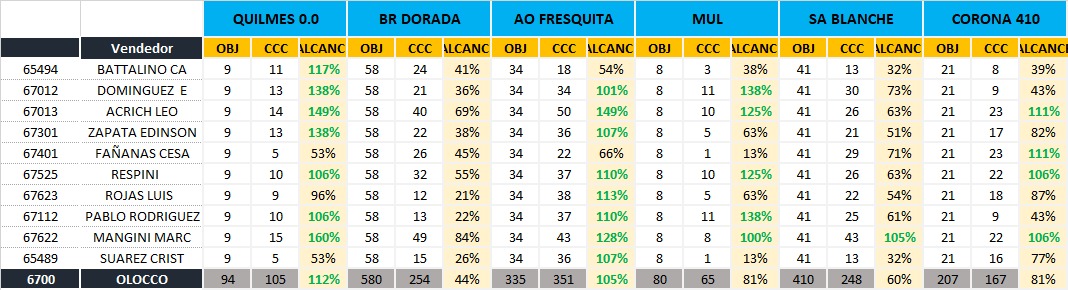 QUILMES 0.0 BR DORADA AO FRESQUITA MUL SA BLANCHE CORONA 410
Vendedor OBJ CCC ALCANC OBJ CCC ALCANC OBJ CCC ALCANC OBJ CCC ALCANC OBJ CCC ALCANC OBJ CCC ALCANC
65494 BATTALINO CA 9 11 117% 58 24 41% 34 18 54% 8 3 38% 41 13 32% 21 8 39%
67012 DOMINGUEZ E 9 13 138% 58 21 36% 34 34 101% 8 11 138% 41 30 73% 21 9 43%
67013 ACRICH LEO 9 14 149% 58 40 69% 34 50 149% 8 10 125% 41 26 63% 21 23 111%
67301 ZAPATA EDINSON 9 13 138% 58 22 38% 34 36 107% 8 5 63% 41 21 51% 21 17 82%
67401 FAÑANAS CESA 9 5 53% 58 26 45% 34 22 66% 8 1 13% 41 29 71% 21 23 111%
67525 RESPINI 9 10 106% 58 32 55% 34 37 110% 8 10 125% 41 26 63% 21 22 106%
67623 ROJAS LUIS 9 9 96% 58 12 21% 34 38 113% 8 5 63% 41 22 54% 21 18 87%
67112 PABLO RODRIGUEZ 9 10 106% 58 13 22% 34 37 110% 8 11 138% 41 25 61% 21 9 43%
67622 MANGINI MARC 9 15 160% 58 49 84% 34 43 128% 8 8 100% 41 43 105% 21 22 106%
65489 SUAREZ CRIST 9 5 53% 58 15 26% 34 36 107% 8 1 13% 41 13 32% 21 16 77%
6700 OLOCCO 94 105 112% 580 254 44% 335 351 105% 80 65 81% 410 248 60% 207 167 81%